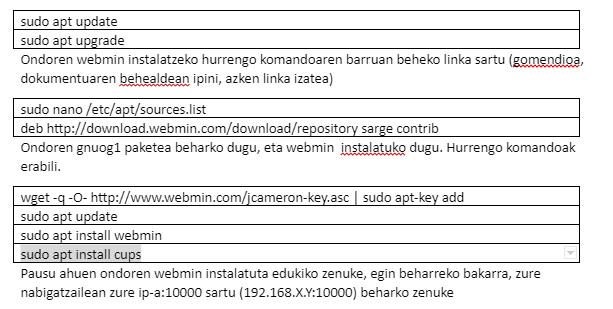 sudo apt update
sudo apt upgrade
Ondoren webmin instalatzeko hurrengo komandoaren barruan beheko linka sartu (gomendioa,
dokumentuaren behealdean ipini, azken linka izatea)
sudo nano /etc/apt/sources.list
deb http://download.webmin.com/download/repository sarge contrib
Ondoren gnuog1 paketea beharko dugu, eta webmin instalatuko dugu. Hurrengo komandoak
erabili.
wget -q -O- http://www.webmin.com/jcameron-key.asc | sudo apt-key add
sudo apt update
sudo apt install webmin
sudo apt install cups
Pausu ahuen ondoren webmin instalatuta edukiko zenuke, egin beharreko bakarra, zure
nabigatzailean zure ip-a:10000 sartu (192.168.X.Y:10000) beharko zenuke